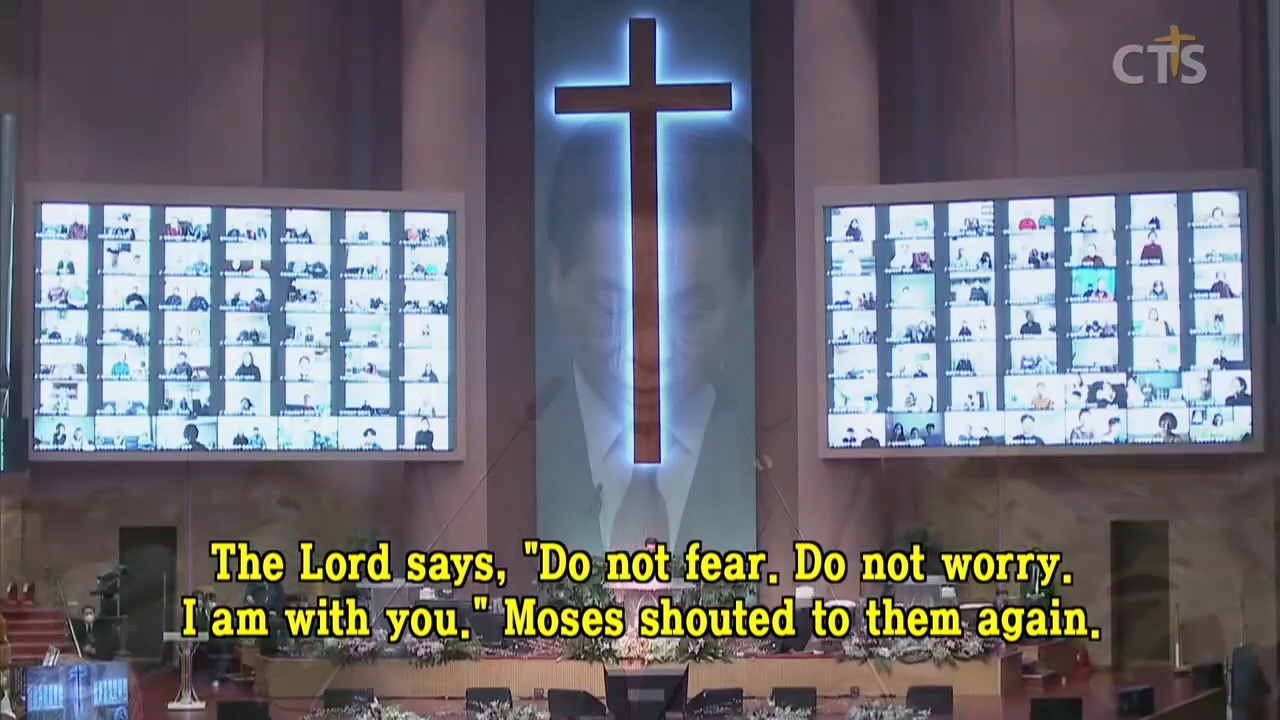 CTS
The Lord says, "Do not fear. Do not worry.
I am with you." Moses shouted to them again.